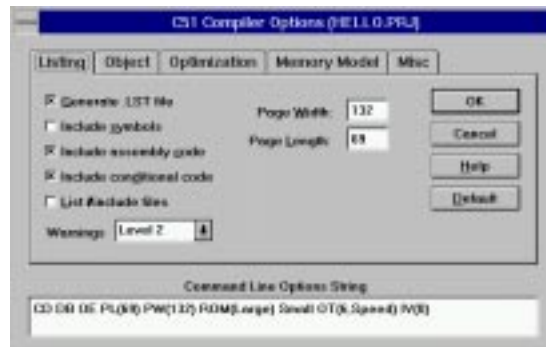 C51 Compiler Options (HELLO.PRJ)
Listing Object Optimization Memory Model Misc
Generate .LST file
Include symbols
Include assembly code
Include conditional code
List #include files
Warnings: Level 2
Page Width: 132
Page Length: 69
OK
Cancel
Help
Default
Command Line Options String
CD DB OE PL(69) PW(132) ROM(Large) Small OT(6,Speed) IV(0)